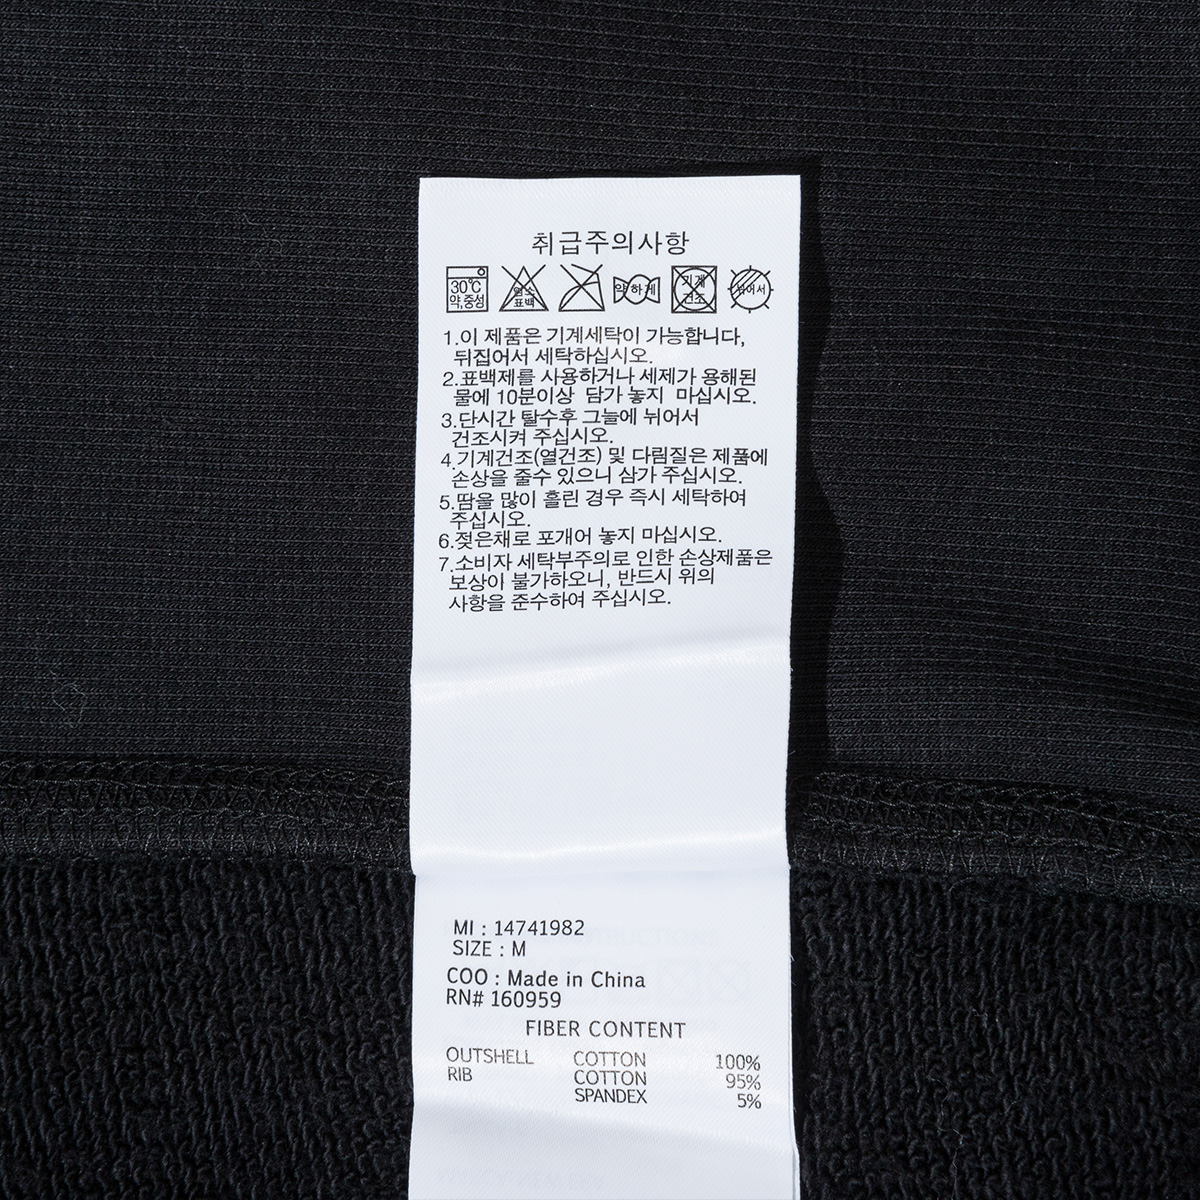 취급주의사항
30℃ 약,중성
염소 표백
약하게
기계 건조
뉘어서
1.이 제품은 기계세탁이 가능합니다,
뒤집어서 세탁하십시오.
2.표백제를 사용하거나 세제가 용해된
물에 10분이상 담가 놓지 마십시오.
3.단시간 탈수후 그늘에 뉘어서
건조시켜 주십시오.
4.기계건조(열건조) 및 다림질은 제품에
손상을 줄수 있으니 삼가 주십시오.
5.땀을 많이 흘린 경우 즉시 세탁하여
주십시오.
6.젖은채로 포개어 놓지 마십시오.
7.소비자 세탁부주의로 인한 손상제품은
보상이 불가하오니, 반드시 위의
사항을 준수하여 주십시오.
MI : 14741982
SIZE : M
COO : Made in China
RN# 160959
FIBER CONTENT
OUTSHELL COTTON 100%
RIB COTTON 95%
SPANDEX 5%